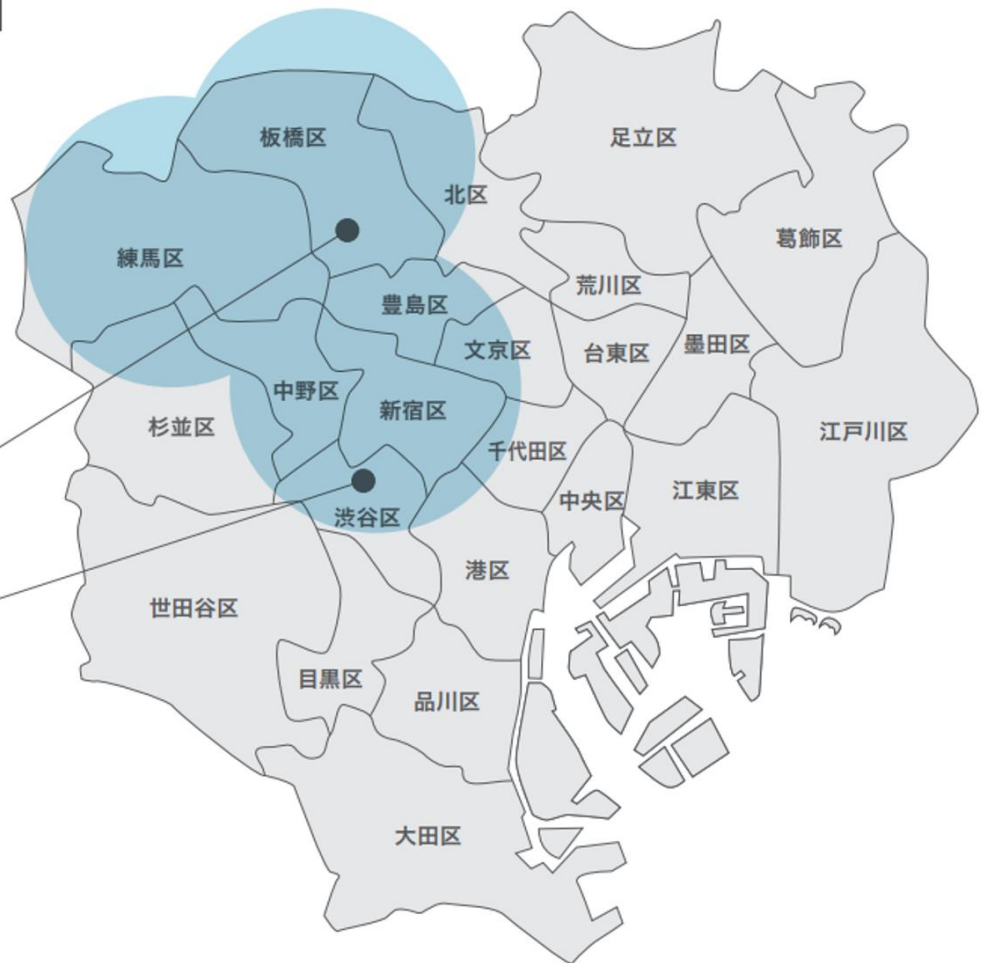 板橋区
足立区
北区
葛飾区
練馬区
荒川区
豊島区
文京区
台東区
墨田区
中野区
新宿区
杉並区
江戸川区
千代田区
中央区
江東区
渋谷区
港区
世田谷区
目黒区
品川区
大田区